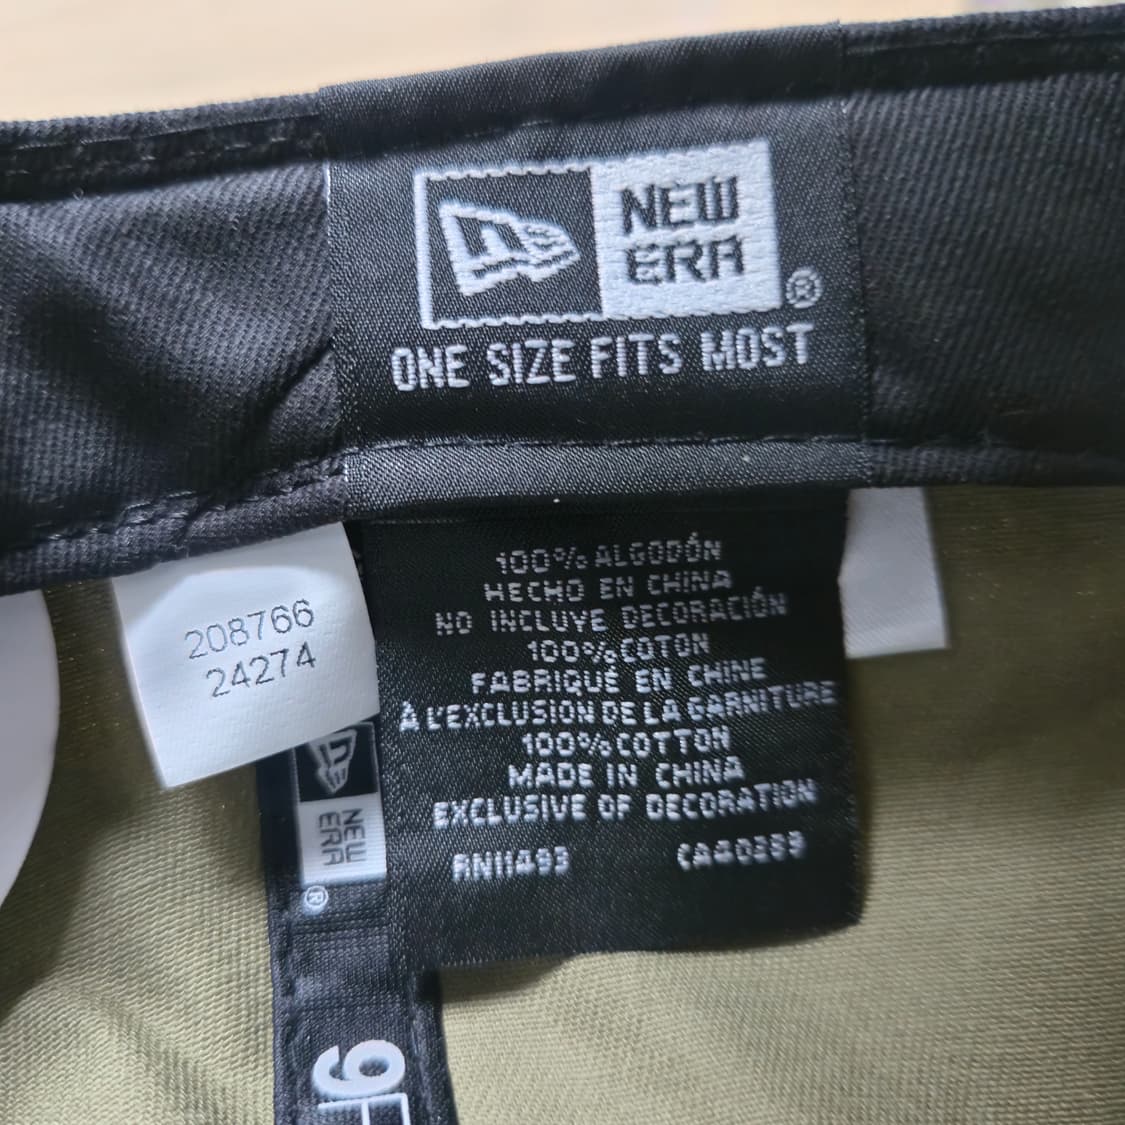 NEW
ERA
®
ONE SIZE FITS MOST
208766
24274
100% ALGODÓN
HECHO EN CHINA
NO INCLUYE DECORACIÓN
100% COTON
FABRIQUÉ EN CHINE
À L'EXCLUSION DE LA GARNITURE
100% COTTON
MADE IN CHINA
EXCLUSIVE OF DECORATION
RN11493 CA40289
NEW
ERA
®
9F